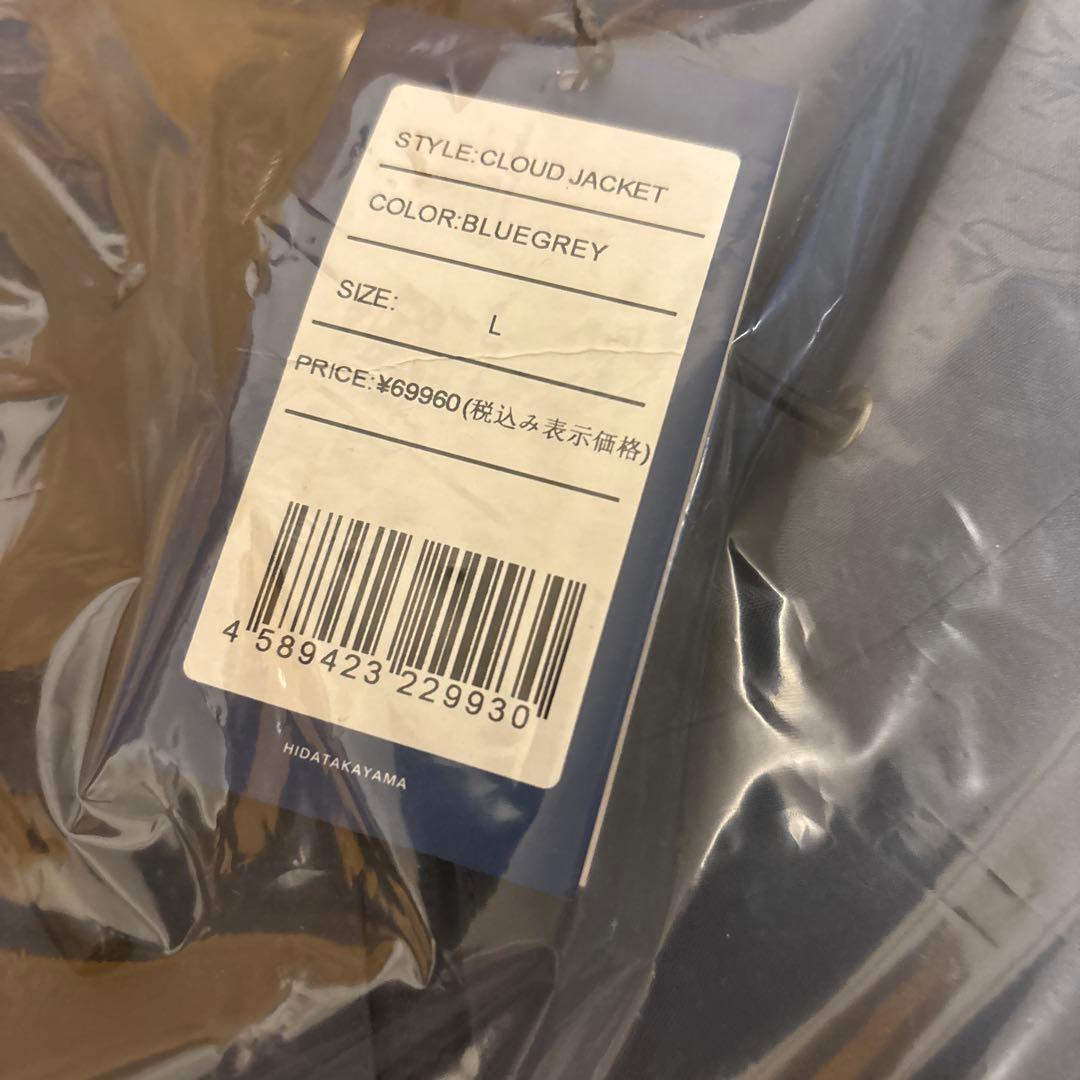 STYLE:CLOUD JACKET
COLOR:BLUEGREY
SIZE: L
PRICE:¥69960(税込み表示価格)
4 589423 229930
HIDATAKAYAMA